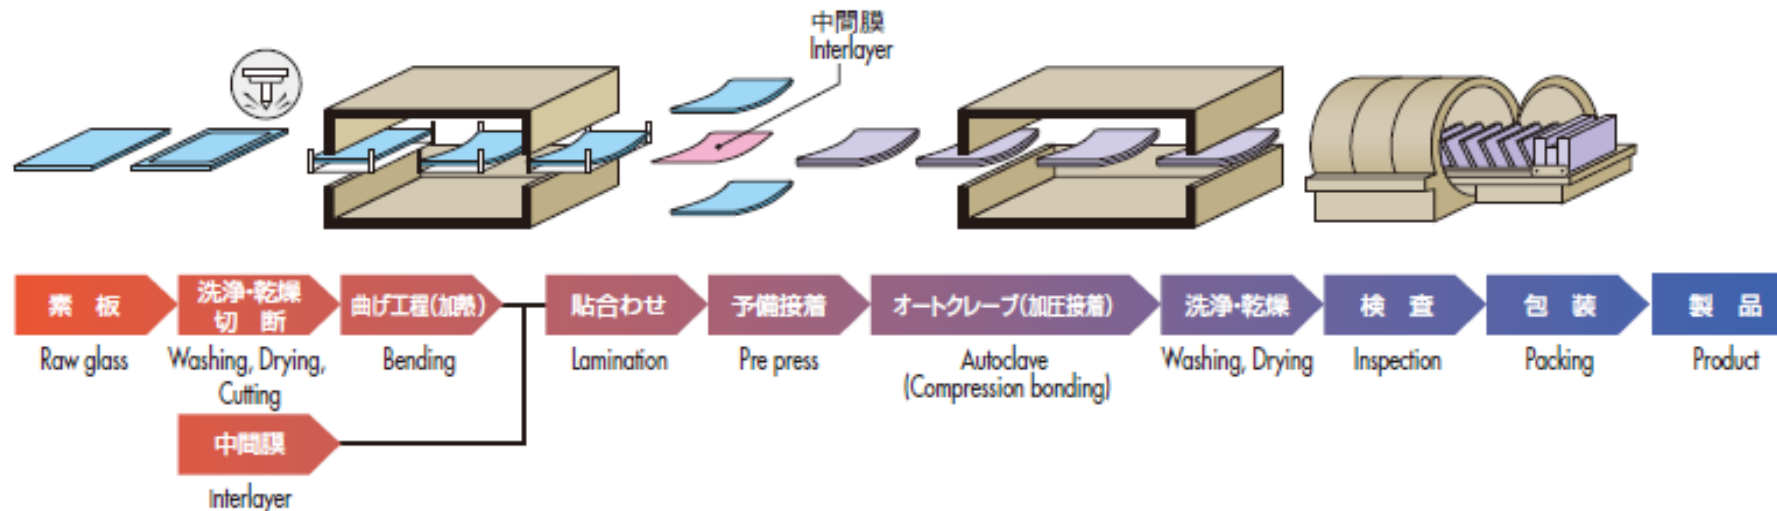 中間膜
Interlayer
素 板
Raw glass
洗浄・乾燥
切 断
Washing, Drying,
Cutting
曲げ工程(加熱)
Bending
貼合わせ
Lamination
予備接着
Pre press
オートクレーブ(加圧接着)
Autoclave
(Compression bonding)
洗浄・乾燥
Washing, Drying
検 査
Inspection
包 装
Packing
製 品
Product
中間膜
Interlayer